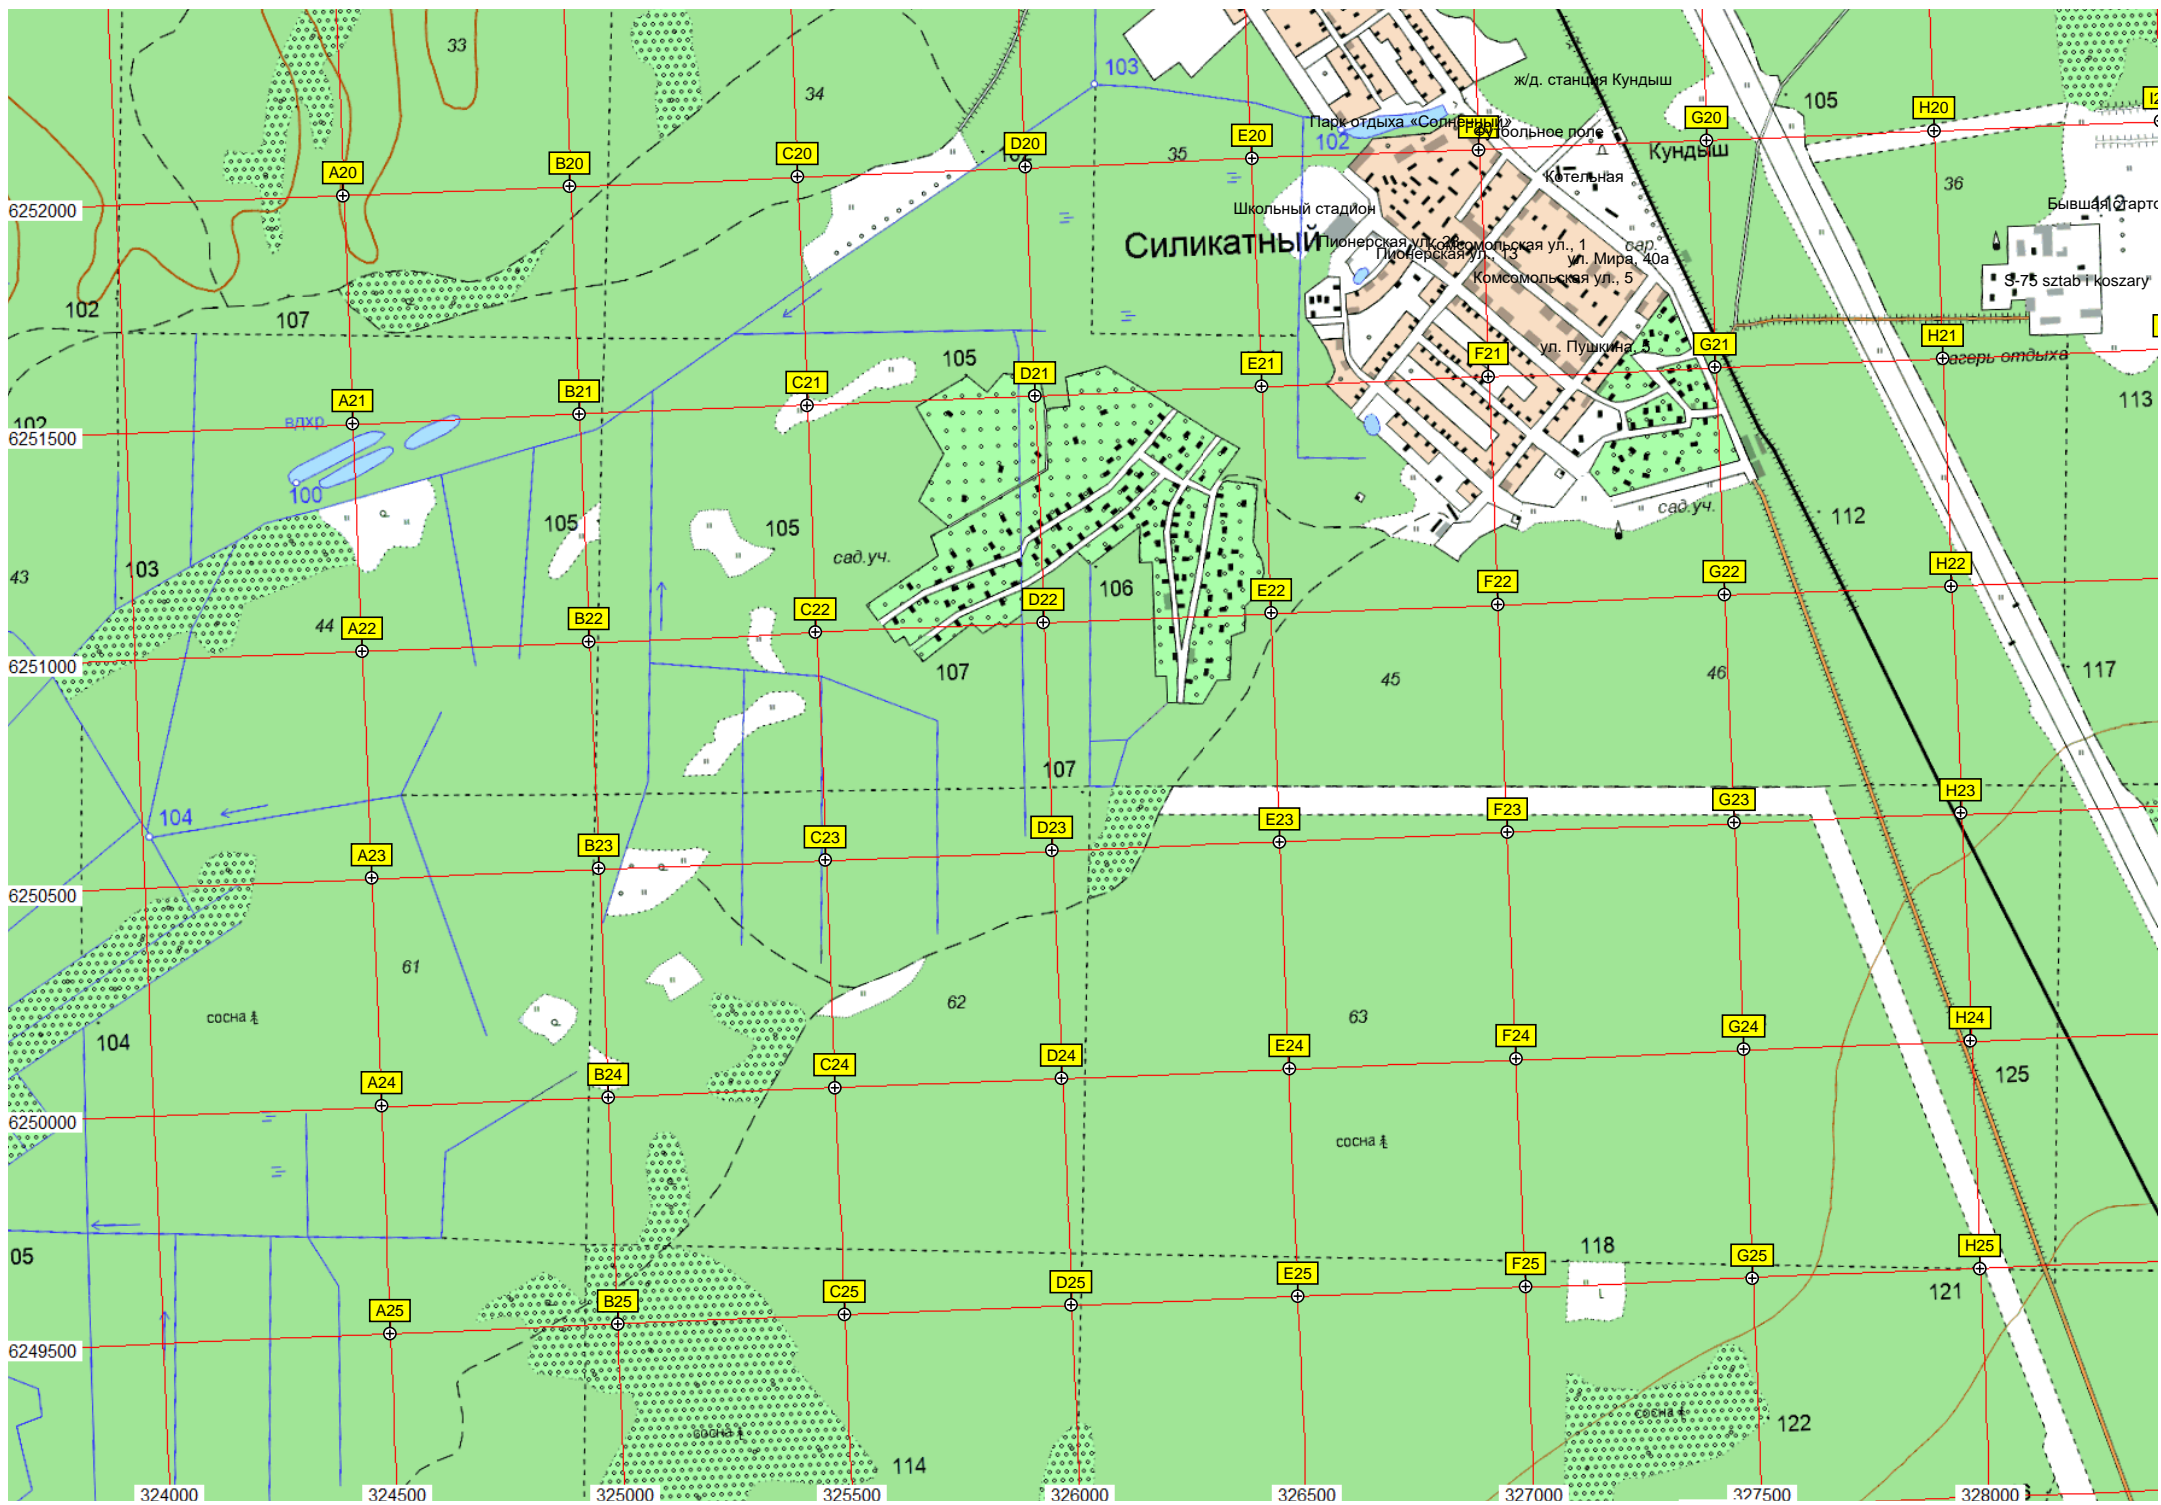 33
34
103
ж/д. станция Кундыш
105
H20
G20
Парк отдыха «Солнечный»
Футбольное поле
102
E20
D20
C20
B20
A20
35
Кундыш
36
Котельная
112
6252000
Школьный стадион
Силикатный
Комсомольская ул., 1
сар.
Пионерская ул., 13
ул. Мира, 40а
Комсомольская ул., 5
S-75 sztab i koszary
102
107
105
ул. Пушкина, 5
G21
H21
F21
E21
D21
C21
B21
A21
лагерь отдыха
113
102
вдхр
6251500
100
105
105
сад.уч.
сад.уч.
112
43
103
106
H22
G22
F22
E22
D22
C22
B22
A22
44
6251000
107
45
46
117
107
104
H23
G23
F23
E23
D23
C23
B23
A23
6250500
61
62
63
сосна
104
H24
G24
F24
E24
D24
C24
B24
A24
125
6250000
сосна
05
118
H25
G25
F25
E25
D25
C25
B25
A25
121
6249500
сосна
сосна
122
114
324000
324500
325000
325500
326000
326500
327000
327500
328000